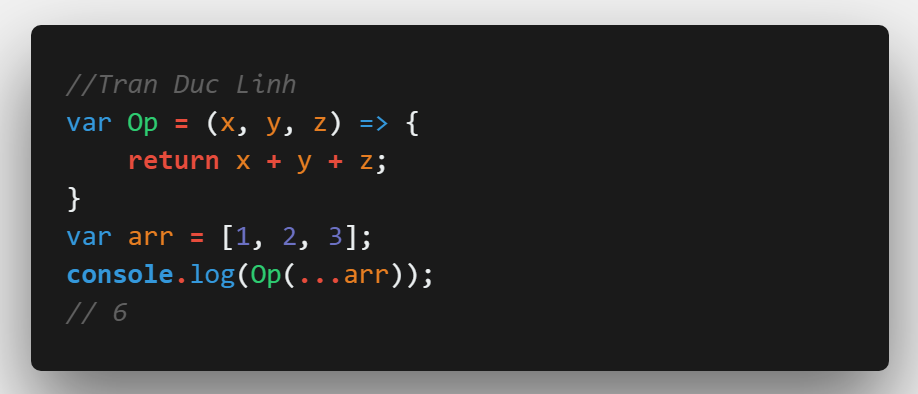 //Tran Duc Linh
var Op = (x, y, z) => {
    return x + y + z;
}
var arr = [1, 2, 3];
console.log(Op(...arr));
// 6